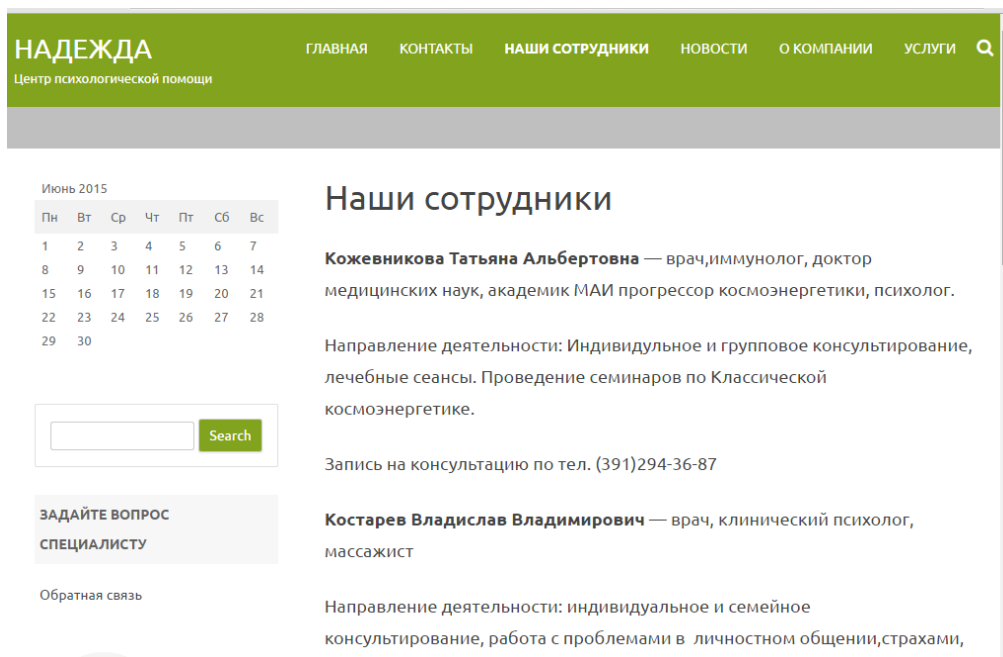 НАДЕЖДА
Центр психологической помощи
ГЛАВНАЯ КОНТАКТЫ НАШИ СОТРУДНИКИ НОВОСТИ О КОМПАНИИ УСЛУГИ
Июнь 2015
Пн Вт Ср Чт Пт Сб Вс
1 2 3 4 5 6 7
8 9 10 11 12 13 14
15 16 17 18 19 20 21
22 23 24 25 26 27 28
29 30
Search
ЗАДАЙТЕ ВОПРОС
СПЕЦИАЛИСТУ
Обратная связь
Наши сотрудники
Кожевникова Татьяна Альбертовна — врач,иммунолог, доктор
медицинских наук, академик МАИ прогрессор космоэнергетики, психолог.
Направление деятельности: Индивидульное и групповое консультирование,
лечебные сеансы. Проведение семинаров по Классической
космоэнергетике.
Запись на консультацию по тел. (391)294-36-87
Костарев Владислав Владимирович — врач, клинический психолог,
массажист
Направление деятельности: индивидуальное и семейное
консультирование, работа с проблемами в  личностном общении,страхами,